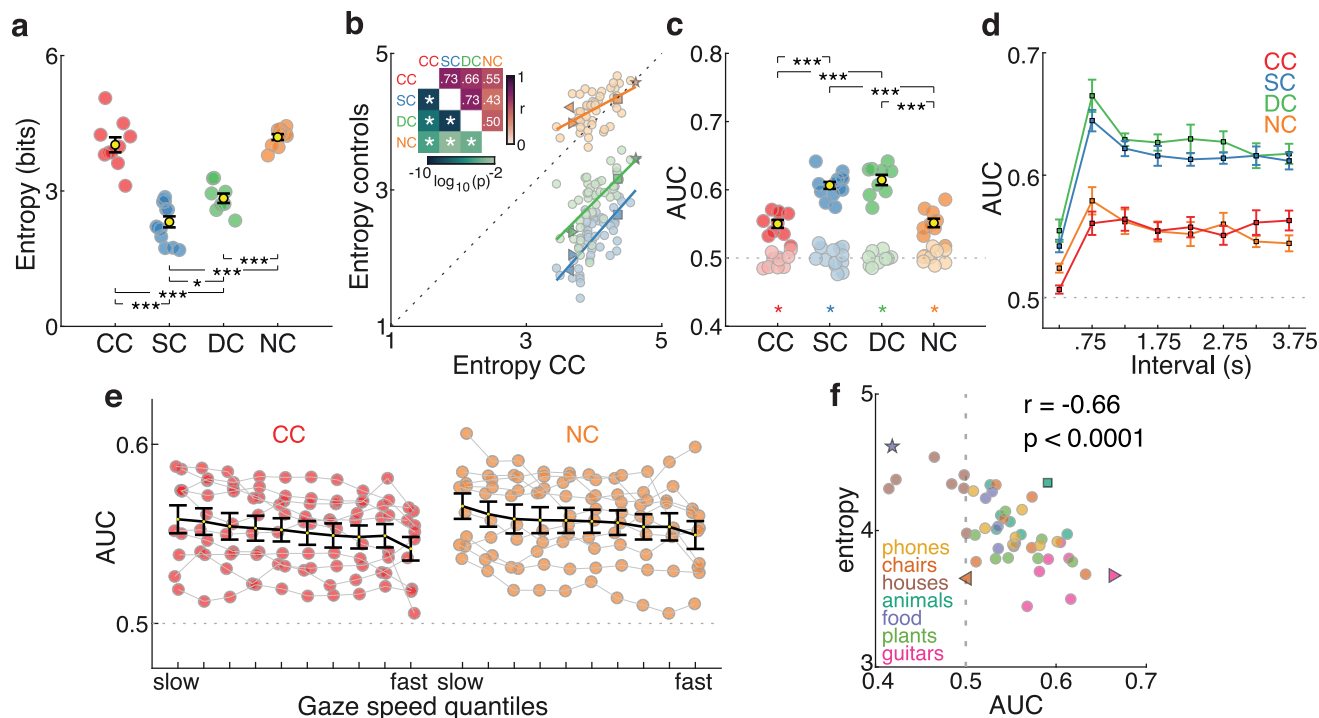 a
6
3
0
Entropy (bits)
***
***
*
***
***
CC SC DC NC
b
5
3
1
Entropy controls
CC SC DC NC
CC .73 .66 .55
SC * .73 .43
DC * * .50
NC * * *
1
r
0
-10 -2
log10(p)
1 3 5
Entropy CC
c
0.8
0.7
0.6
0.5
0.4
AUC
***
***
***
***
* * * *
CC SC DC NC
d
0.7
0.6
0.5
AUC
CC
SC
DC
NC
.75 1.75 2.75 3.75
Interval (s)
e
0.6
0.5
AUC
CC NC
slow fast slow fast
Gaze speed quantiles
f
5
4
3
entropy
r = -0.66
p < 0.0001
phones
chairs
houses
animals
food
plants
guitars
0.4 0.5 0.6 0.7
AUC